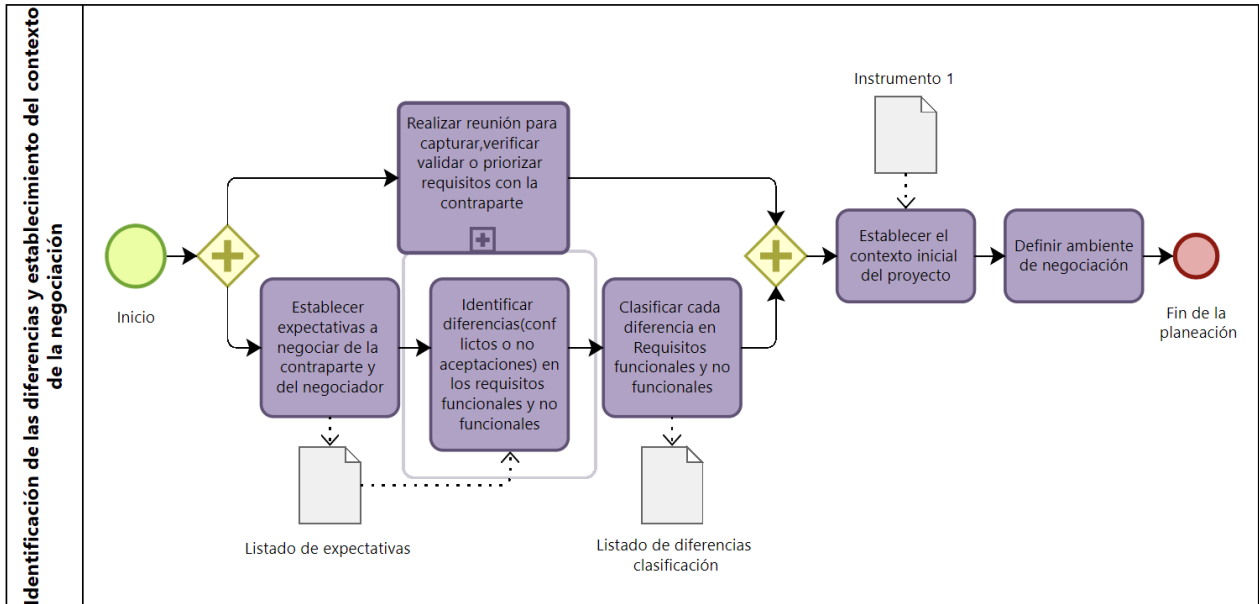 Identificación de las diferencias y establecimiento del contexto
de la negociación
Inicio
Realizar reunión para
capturar,verificar
validar o priorizar
requisitos con la
contraparte
Establecer
expectativas a
negociar de la
contraparte y
del negociador
Listado de expectativas
Identificar
diferencias(conf
lictos o no
aceptaciones) en
los requisitos
funcionales y no
funcionales
Clasificar cada
diferencia en
Requisitos
funcionales y no
funcionales
Listado de diferencias
clasificación
Instrumento 1
Establecer el
contexto inicial
del proyecto
Definir ambiente
de negociación
Fin de la
planeación